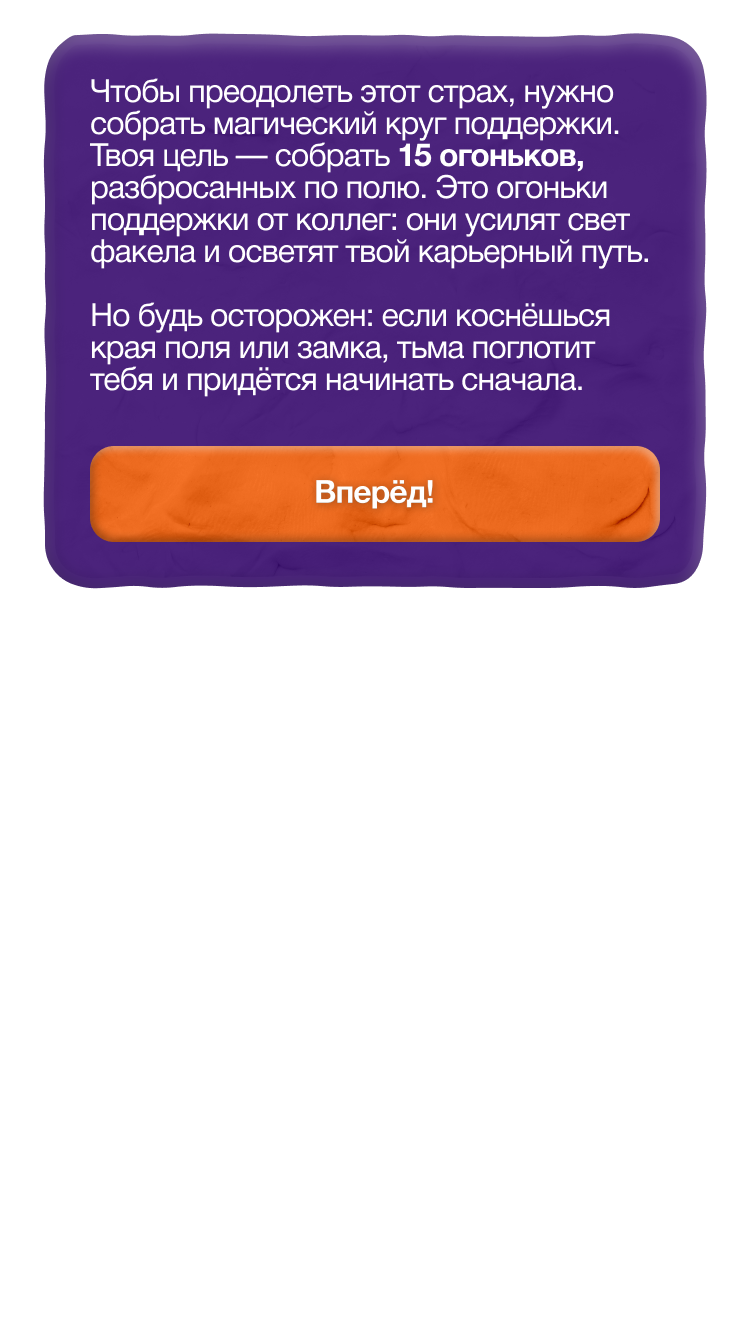 Чтобы преодолеть этот страх, нужно
собрать магический круг поддержки.
Твоя цель — собрать 15 огоньков,
разбросанных по полю. Это огоньки
поддержки от коллег: они усилят свет
факела и осветят твой карьерный путь.
Но будь осторожен: если коснёшься
края поля или замка, тьма поглотит
тебя и придётся начинать сначала.
Вперёд!